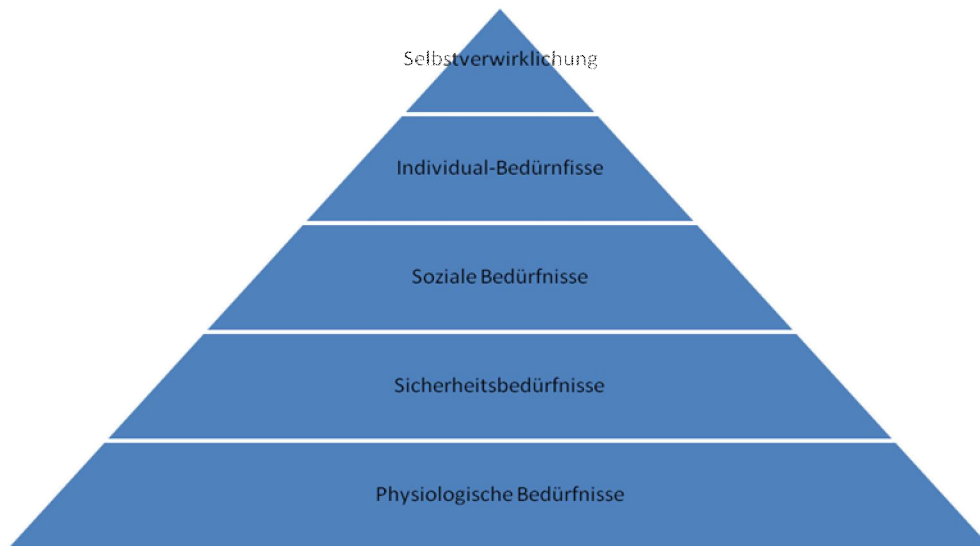 Selbstverwirklichung
Individual-Bedürnfisse
Soziale Bedürfnisse
Sicherheitsbedürfnisse
Physiologische Bedürfnisse